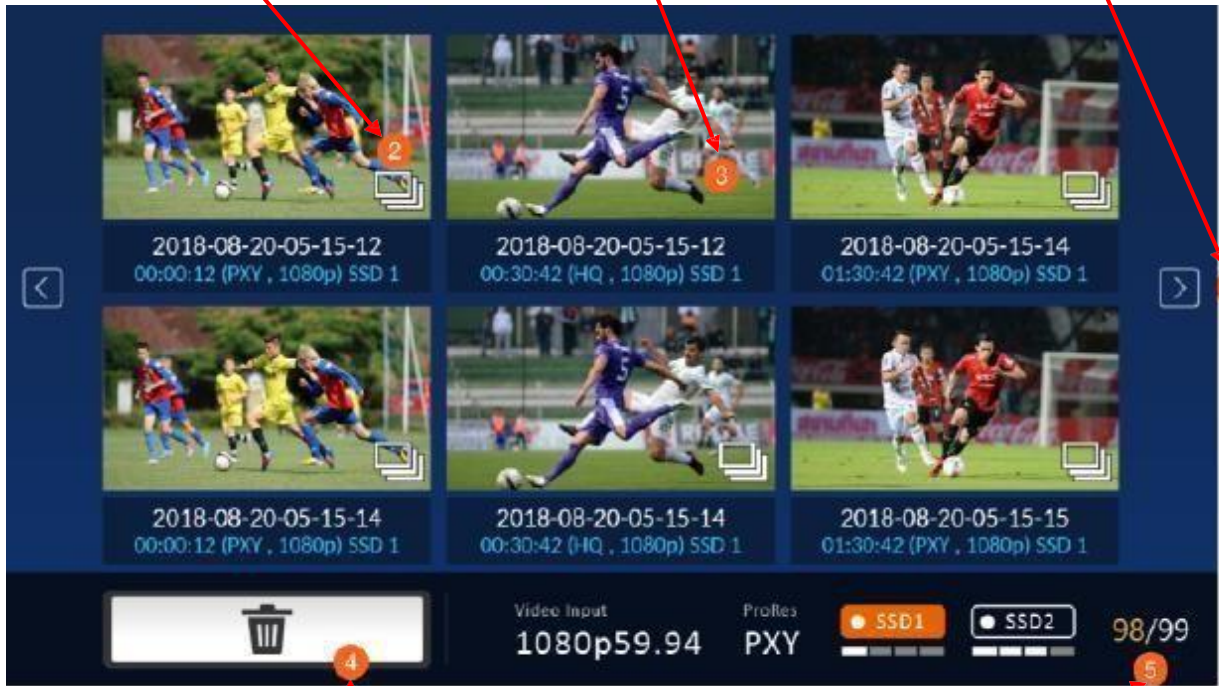 2
3
2018-08-20-05-15-12
00:00:12 (PXY , 1080p) SSD 1
2018-08-20-05-15-12
00:30:42 (HQ , 1080p) SSD 1
2018-08-20-05-15-14
01:30:42 (PXY , 1080p) SSD 1
2018-08-20-05-15-14
00:00:12 (PXY , 1080p) SSD 1
2018-08-20-05-15-14
00:30:42 (HQ , 1080p) SSD 1
2018-08-20-05-15-15
01:30:42 (PXY , 1080p) SSD 1
Video Input
1080p59.94
ProRes
PXY
SSD1
SSD2
98/99
4
5